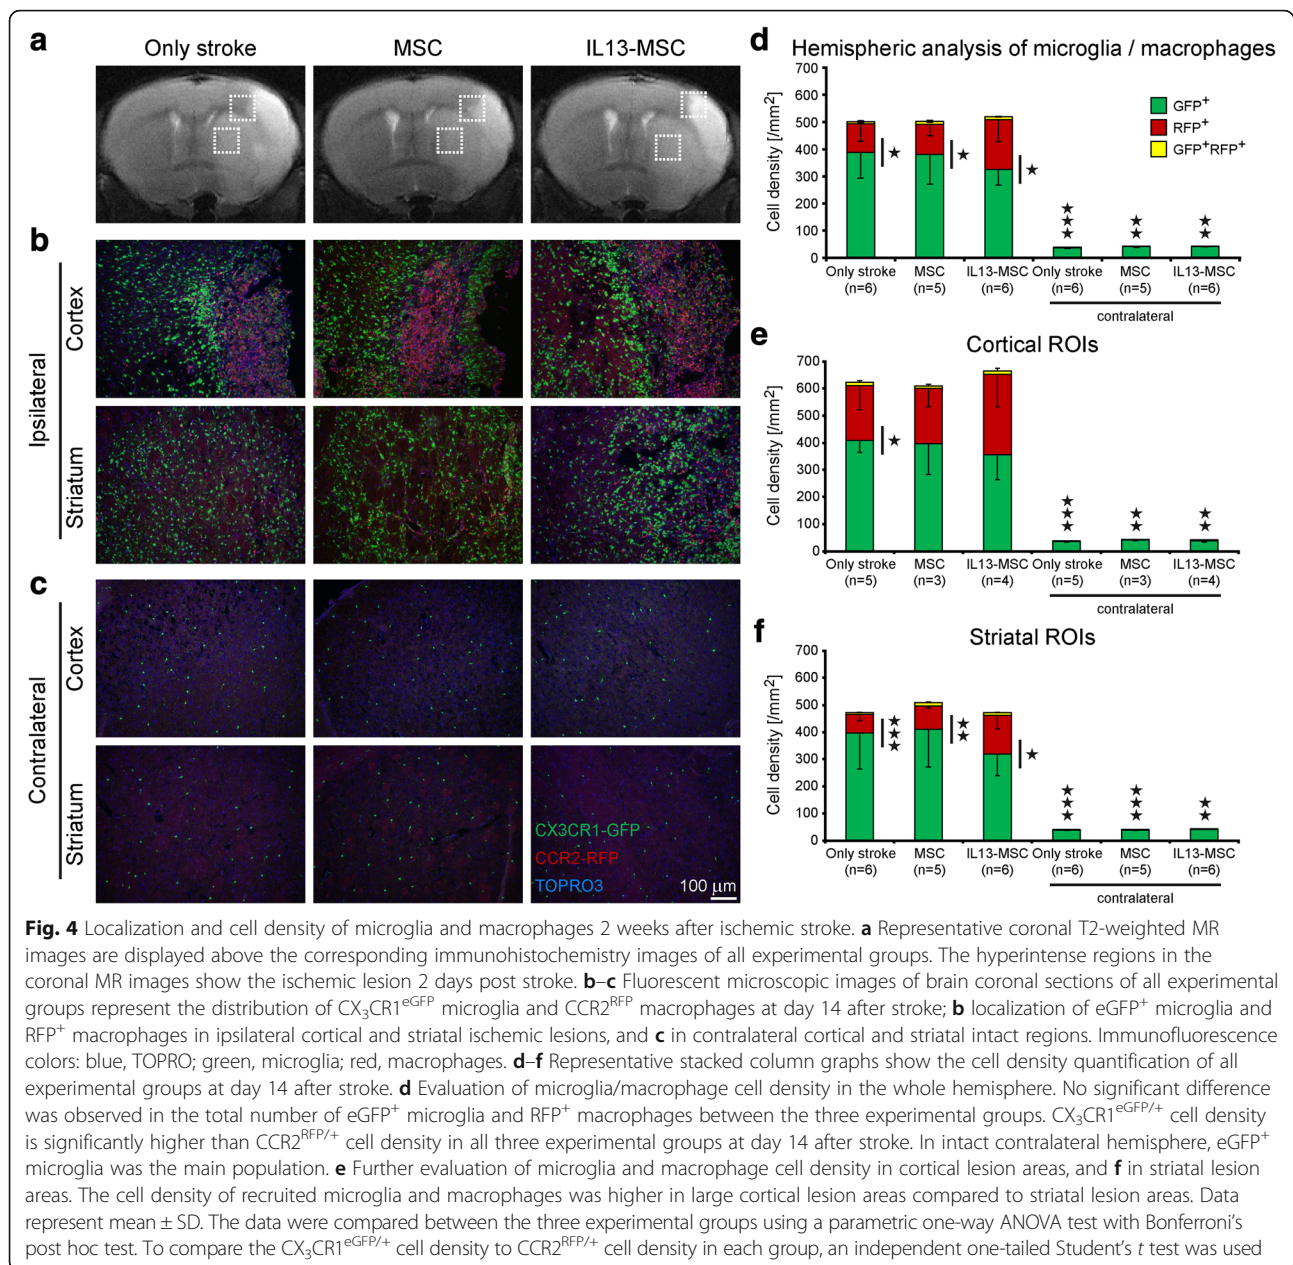 a
Only stroke
MSC
IL13-MSC
b
Ipsilateral
Cortex
Striatum
c
Contralateral
Cortex
Striatum
CX3CR1-GFP
CCR2-RFP
TOPRO3
100 µm
d
Hemispheric analysis of microglia / macrophages
Cell density [/mm²]
700
600
500
400
300
200
100
0
GFP⁺
RFP⁺
GFP⁺RFP⁺
★
★
★
★★★
★★
★★
Only stroke MSC IL13-MSC Only stroke MSC IL13-MSC
(n=6) (n=5) (n=6) (n=6) (n=5) (n=6)
contralateral
e
Cortical ROIs
Cell density [/mm²]
700
600
500
400
300
200
100
0
★
★★★
★★
★★
Only stroke MSC IL13-MSC Only stroke MSC IL13-MSC
(n=5) (n=3) (n=4) (n=5) (n=3) (n=4)
contralateral
f
Striatal ROIs
Cell density [/mm²]
700
600
500
400
300
200
100
0
★★★
★★
★
★★★
★★★
★★
Only stroke MSC IL13-MSC Only stroke MSC IL13-MSC
(n=6) (n=5) (n=6) (n=6) (n=5) (n=6)
contralateral
Fig. 4 Localization and cell density of microglia and macrophages 2 weeks after ischemic stroke. a Representative coronal T2-weighted MR
images are displayed above the corresponding immunohistochemistry images of all experimental groups. The hyperintense regions in the
coronal MR images show the ischemic lesion 2 days post stroke. b–c Fluorescent microscopic images of brain coronal sections of all experimental
groups represent the distribution of CX₃CR1ᵉᴳᶠᴾ microglia and CCR2ᴿᶠᴾ macrophages at day 14 after stroke; b localization of eGFP⁺ microglia and
RFP⁺ macrophages in ipsilateral cortical and striatal ischemic lesions, and c in contralateral cortical and striatal intact regions. Immunofluorescence
colors: blue, TOPRO; green, microglia; red, macrophages. d–f Representative stacked column graphs show the cell density quantification of all
experimental groups at day 14 after stroke. d Evaluation of microglia/macrophage cell density in the whole hemisphere. No significant difference
was observed in the total number of eGFP⁺ microglia and RFP⁺ macrophages between the three experimental groups. CX₃CR1ᵉᴳᶠᴾ/⁺ cell density
is significantly higher than CCR2ᴿᶠᴾ/⁺ cell density in all three experimental groups at day 14 after stroke. In intact contralateral hemisphere, eGFP⁺
microglia was the main population. e Further evaluation of microglia and macrophage cell density in cortical lesion areas, and f in striatal lesion
areas. The cell density of recruited microglia and macrophages was higher in large cortical lesion areas compared to striatal lesion areas. Data
represent mean ± SD. The data were compared between the three experimental groups using a parametric one-way ANOVA test with Bonferroni's
post hoc test. To compare the CX₃CR1ᵉᴳᶠᴾ/⁺ cell density to CCR2ᴿᶠᴾ/⁺ cell density in each group, an independent one-tailed Student's t test was used